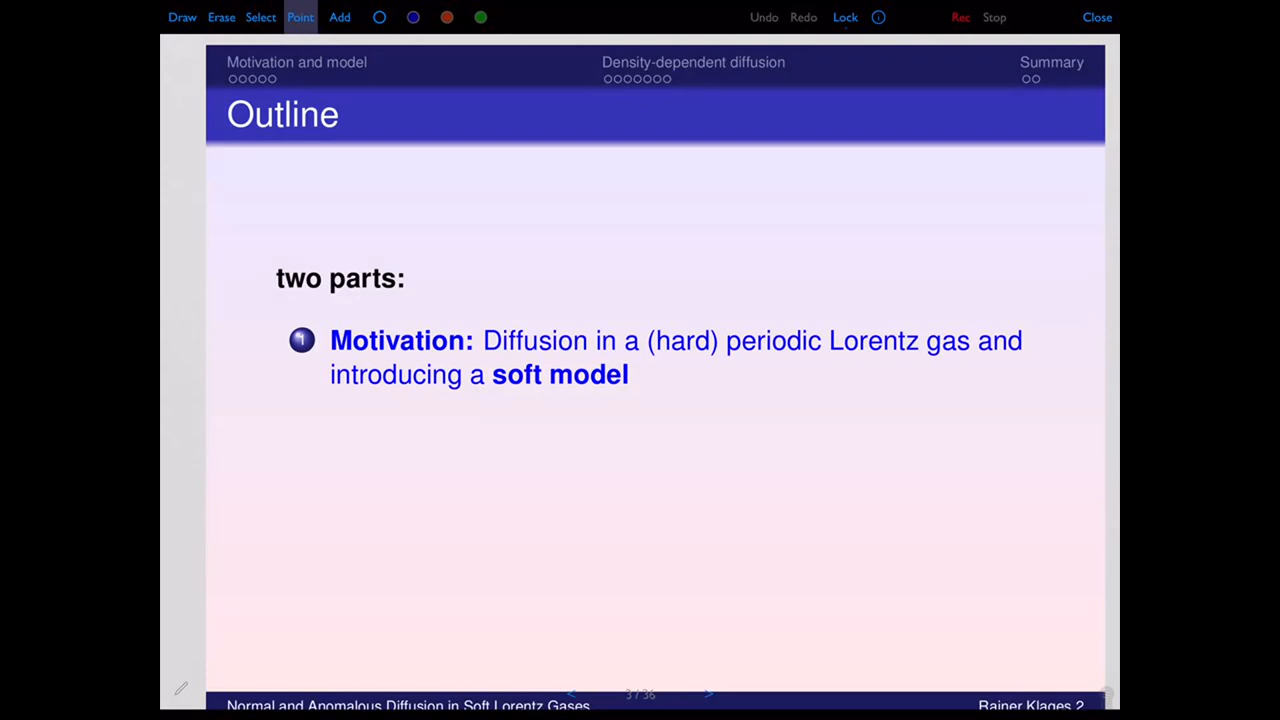 Draw Erase Select Point Add Undo Redo Lock Rec Stop Close
Motivation and model Density-dependent diffusion Summary
Outline
two parts:
1 Motivation: Diffusion in a (hard) periodic Lorentz gas and
introducing a soft model
< 3 / 36 >
Normal and Anomalous Diffusion in Soft Lorentz Gases Rainer Klages 2